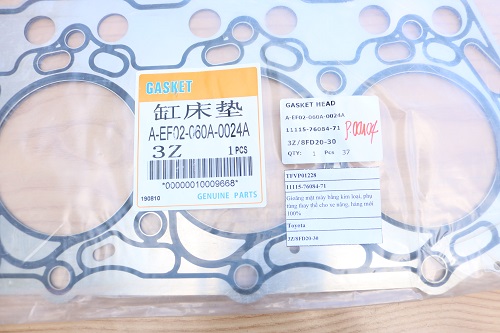 GASKET
缸床垫
A-EF02-060A-0024A
3Z 1 PCS
*00000010009668*
190810 GENUINE PARTS
GASKET HEAD
A-EF02-060A-0024A
11115-76084-71
3Z/8FD20-30
QTY: 1 Pcs 3Z
TFVP01228
11115-76084-71
Gioăng mặt máy bằng kim loại, phụ
tùng thay thế cho xe nâng, hàng mới
100%
Toyota
3Z/8FD20-30